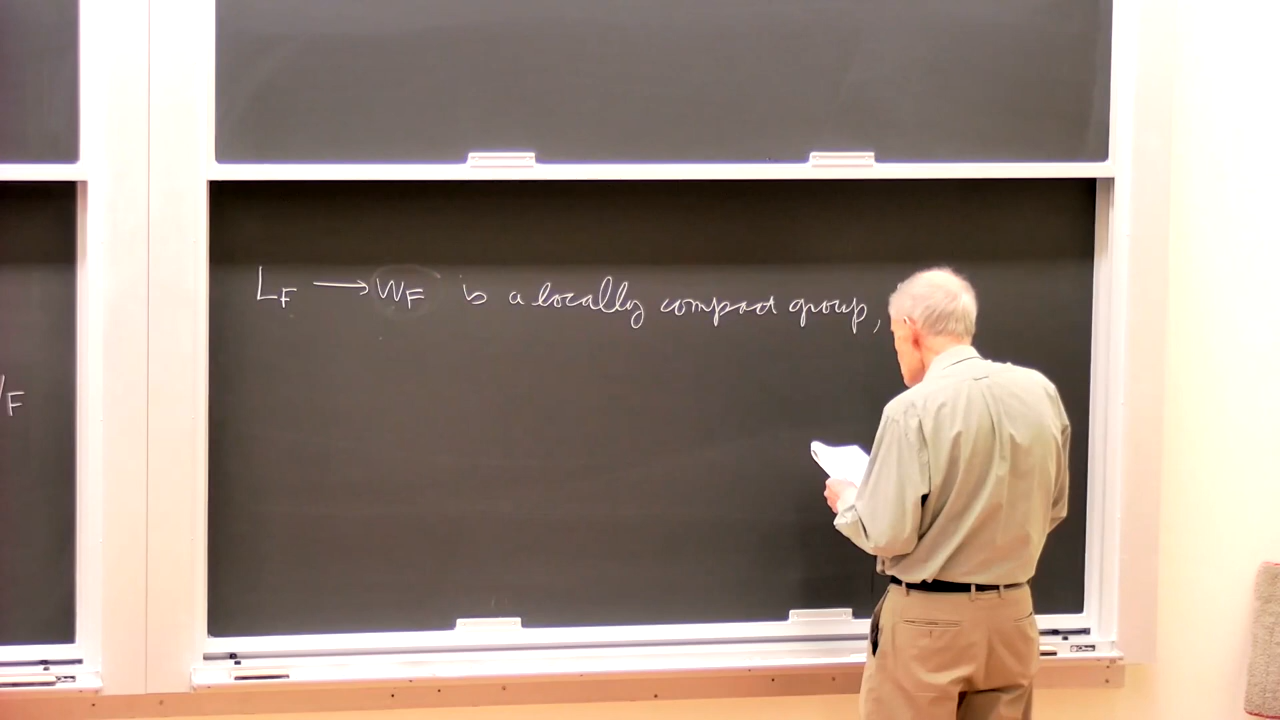 L_F → W_F is a locally compact group,
F